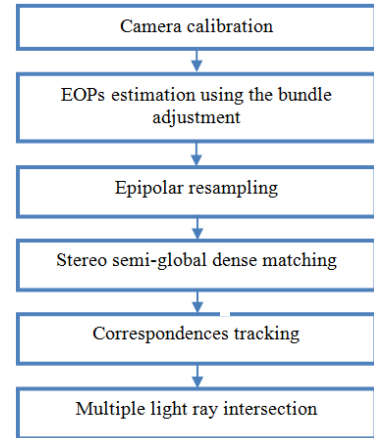 Camera calibration
EOPs estimation using the bundle
adjustment
Epipolar resampling
Stereo semi-global dense matching
Correspondences tracking
Multiple light ray intersection